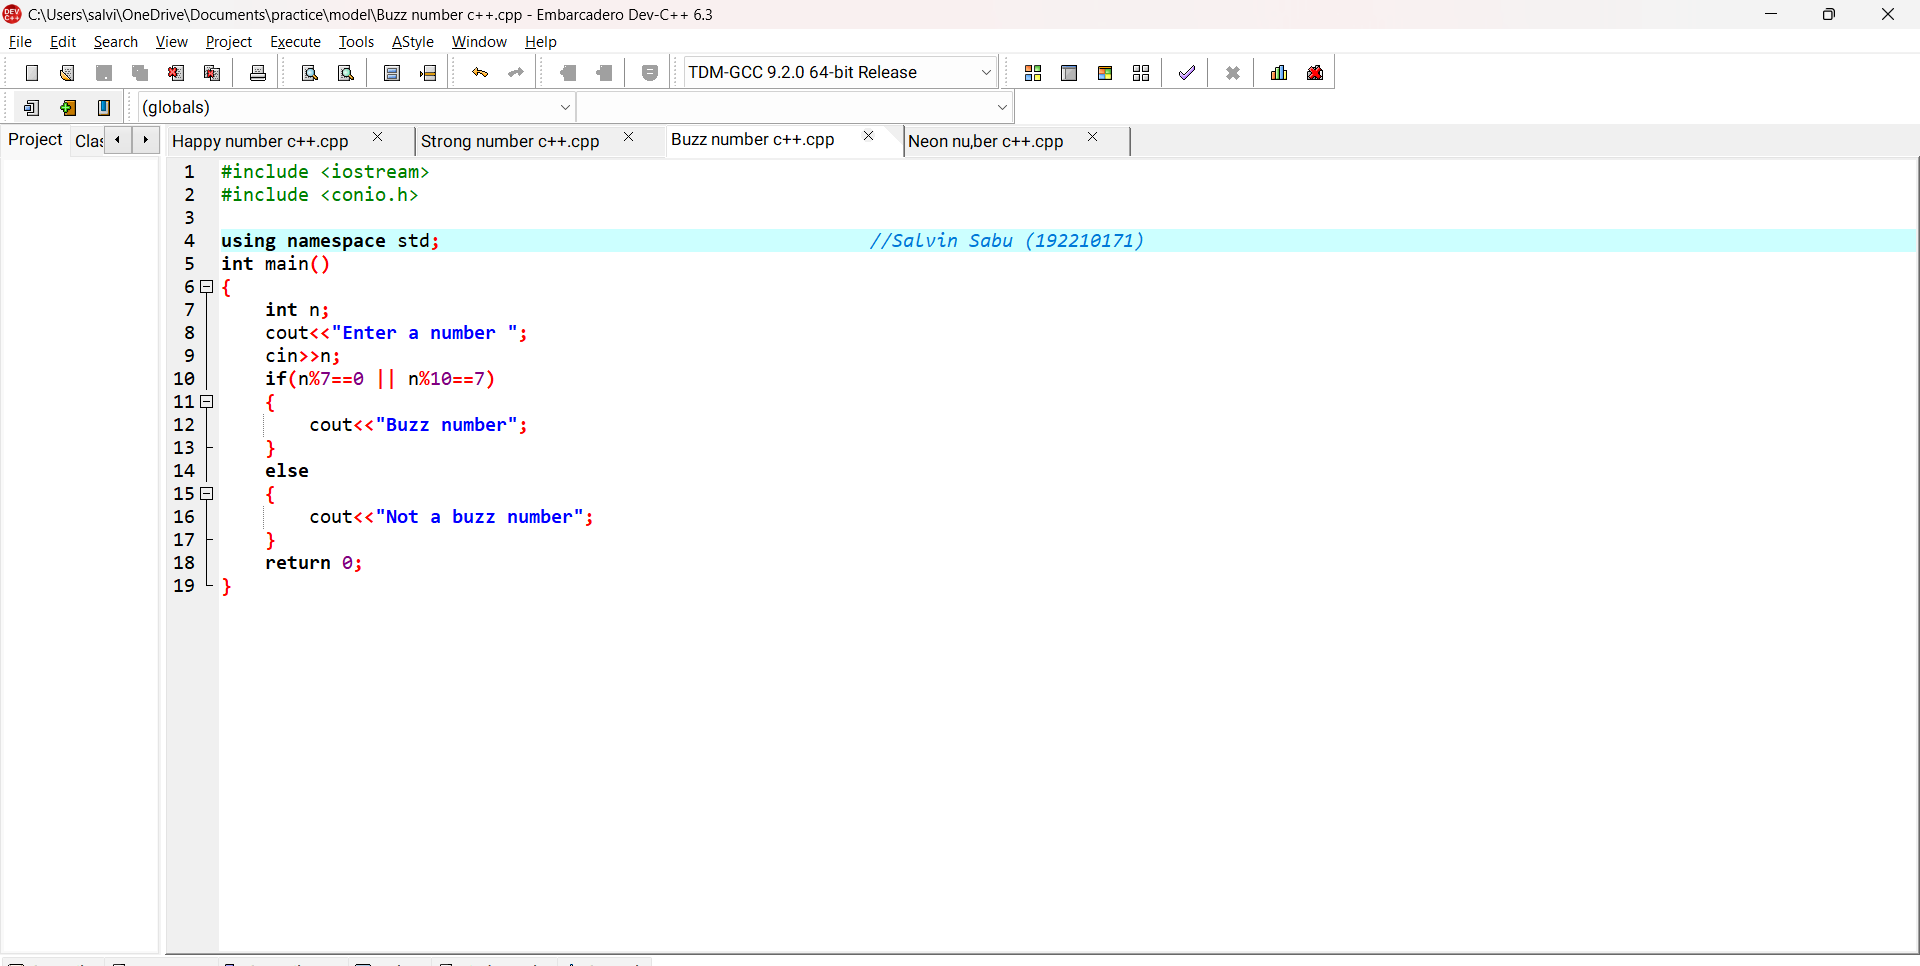 C:\Users\salvi\OneDrive\Documents\practice\model\Buzz number c++.cpp - Embarcadero Dev-C++ 6.3
File Edit Search View Project Execute Tools AStyle Window Help
TDM-GCC 9.2.0 64-bit Release
(globals)
Project Clas Happy number c++.cpp Strong number c++.cpp Buzz number c++.cpp Neon nu,ber c++.cpp
1 #include <iostream>
2 #include <conio.h>
3
4 using namespace std; //Salvin Sabu (192210171)
5 int main()
6 {
7 int n;
8 cout<<"Enter a number ";
9 cin>>n;
10 if(n%7==0 || n%10==7)
11 {
12 cout<<"Buzz number";
13 }
14 else
15 {
16 cout<<"Not a buzz number";
17 }
18 return 0;
19 }